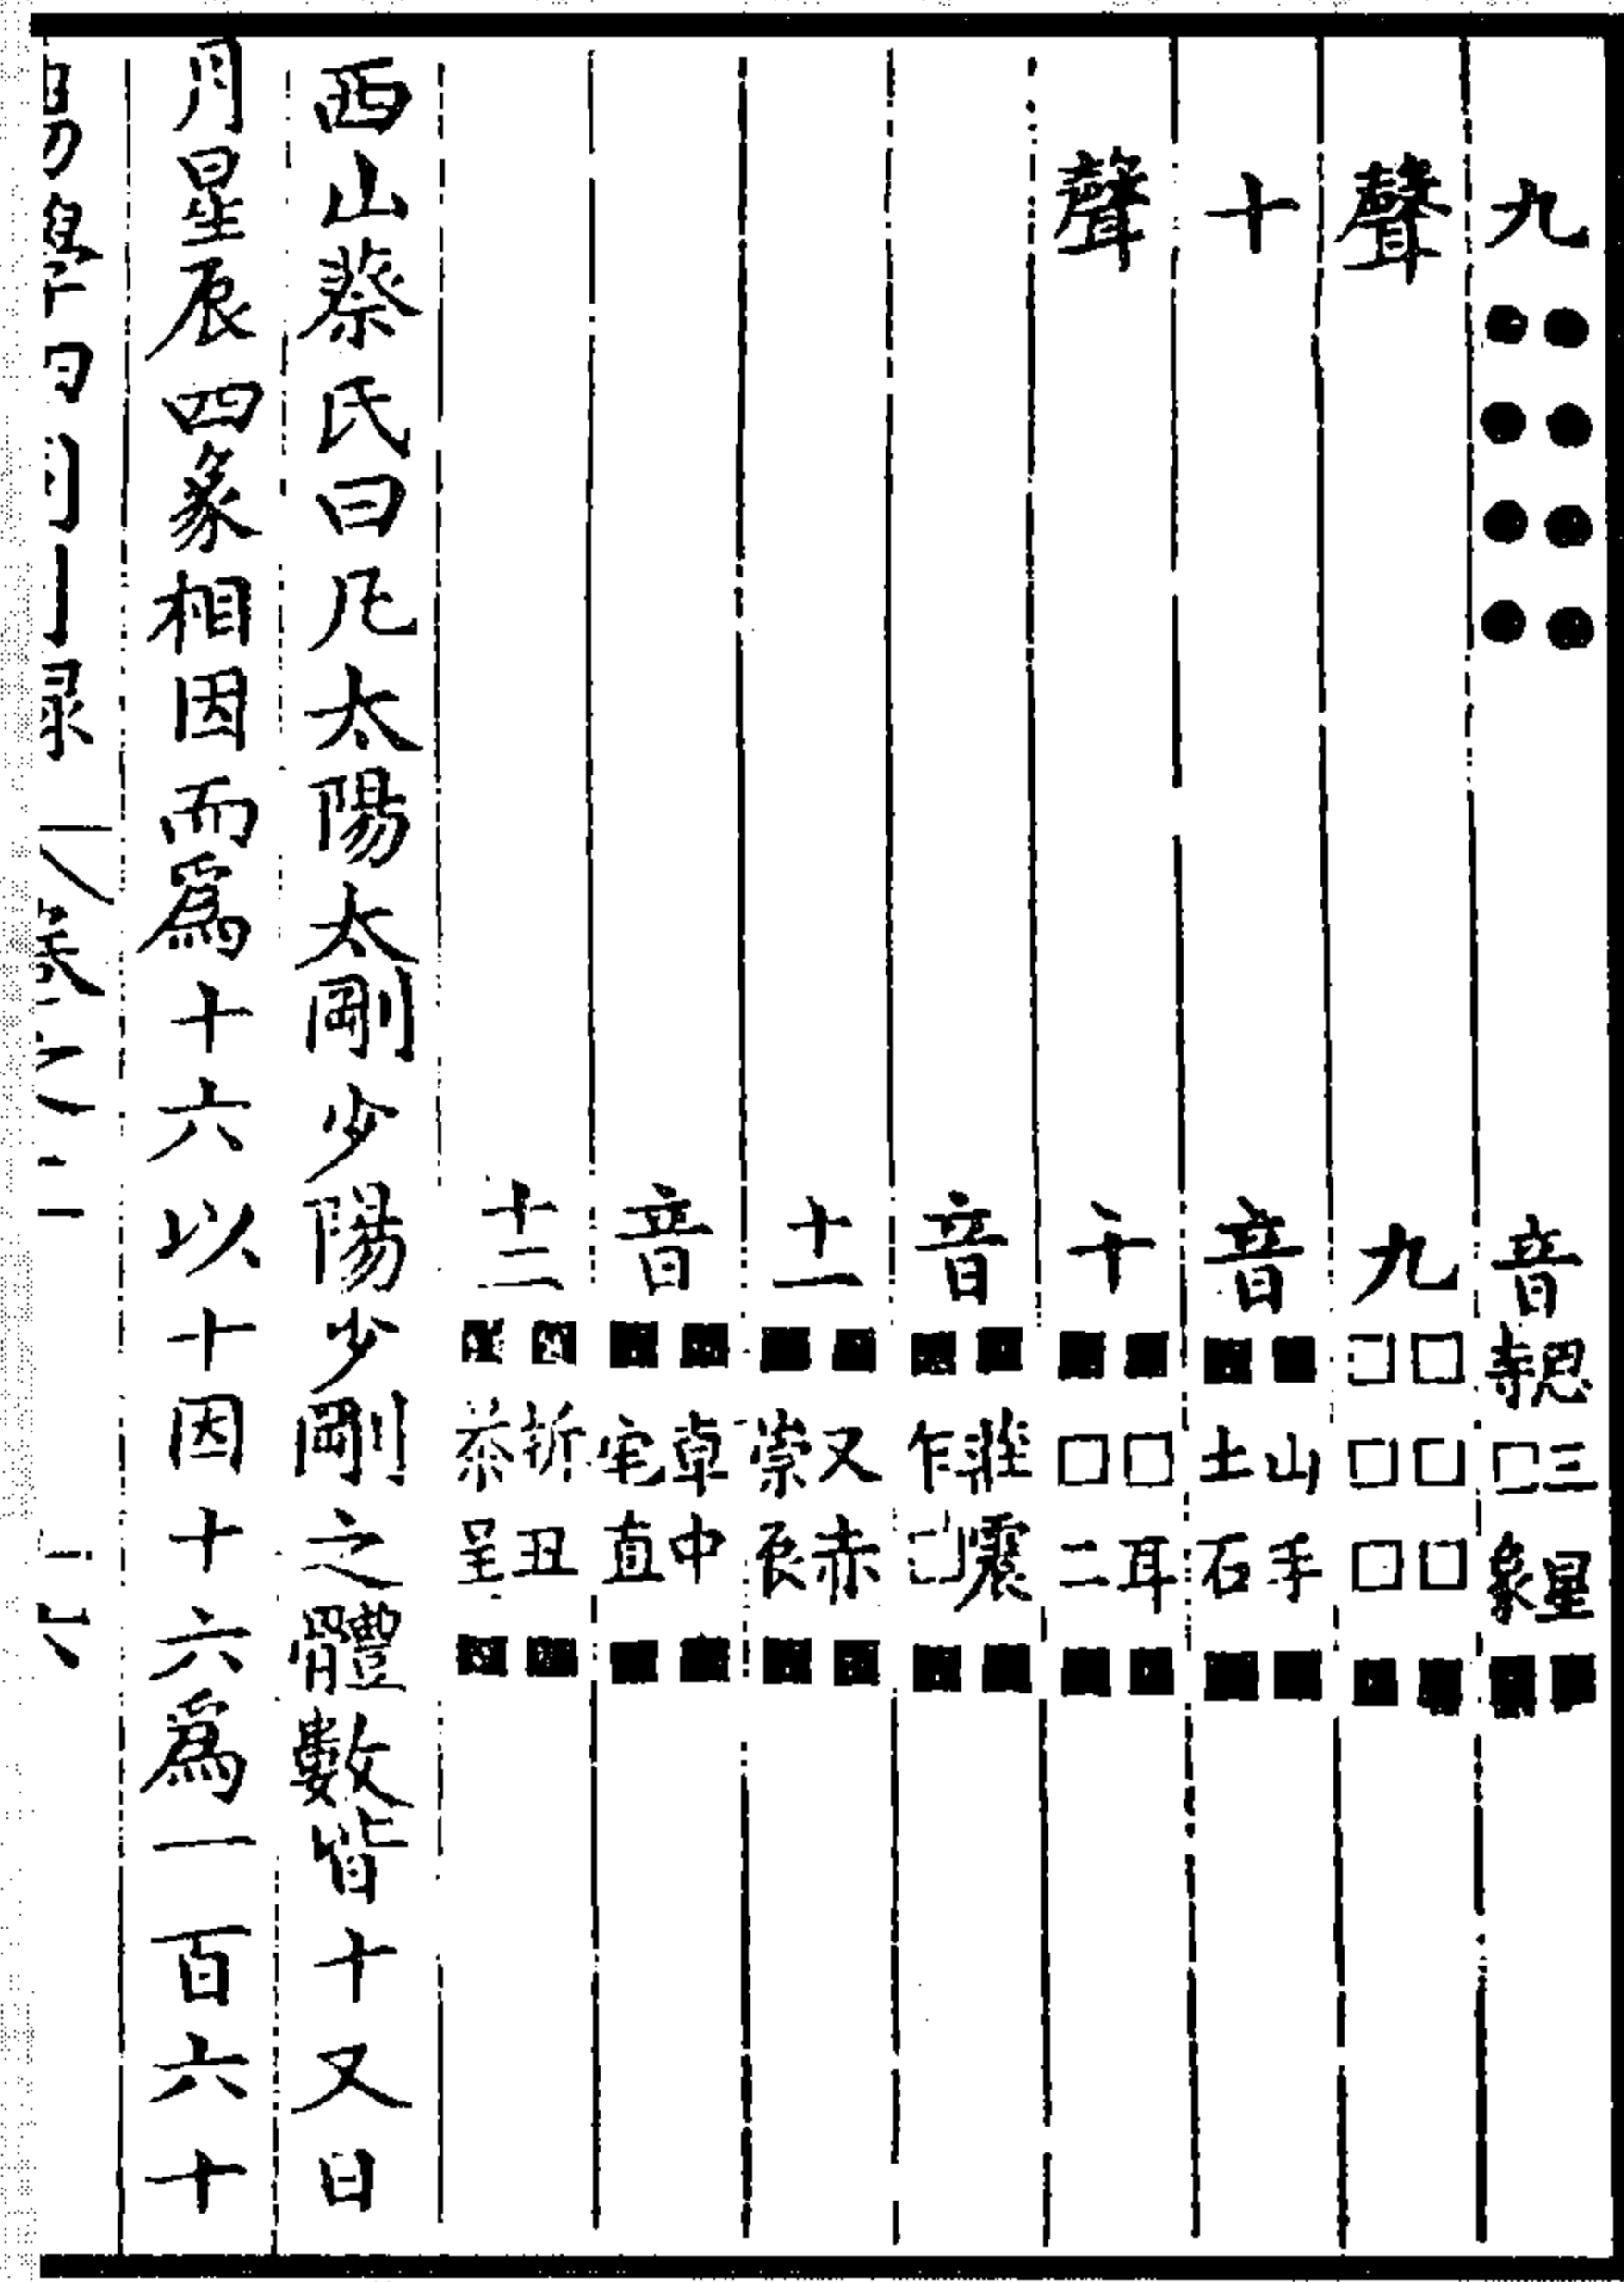 九●●●●●●●●音思三星■寺□象■
聲九□□□■□□□■
十音■山手■■土石■
聲十■□耳■■□二■
音■莊震■■乍□■
十一■叉赤■■崇辰■
音■卓中■■宅直■
十二■折丑■■茶呈■
西山蔡氏曰凡太陽太剛少陽少剛之體數皆十又日
月星辰四象相因而爲十六以十因十六爲一百六十